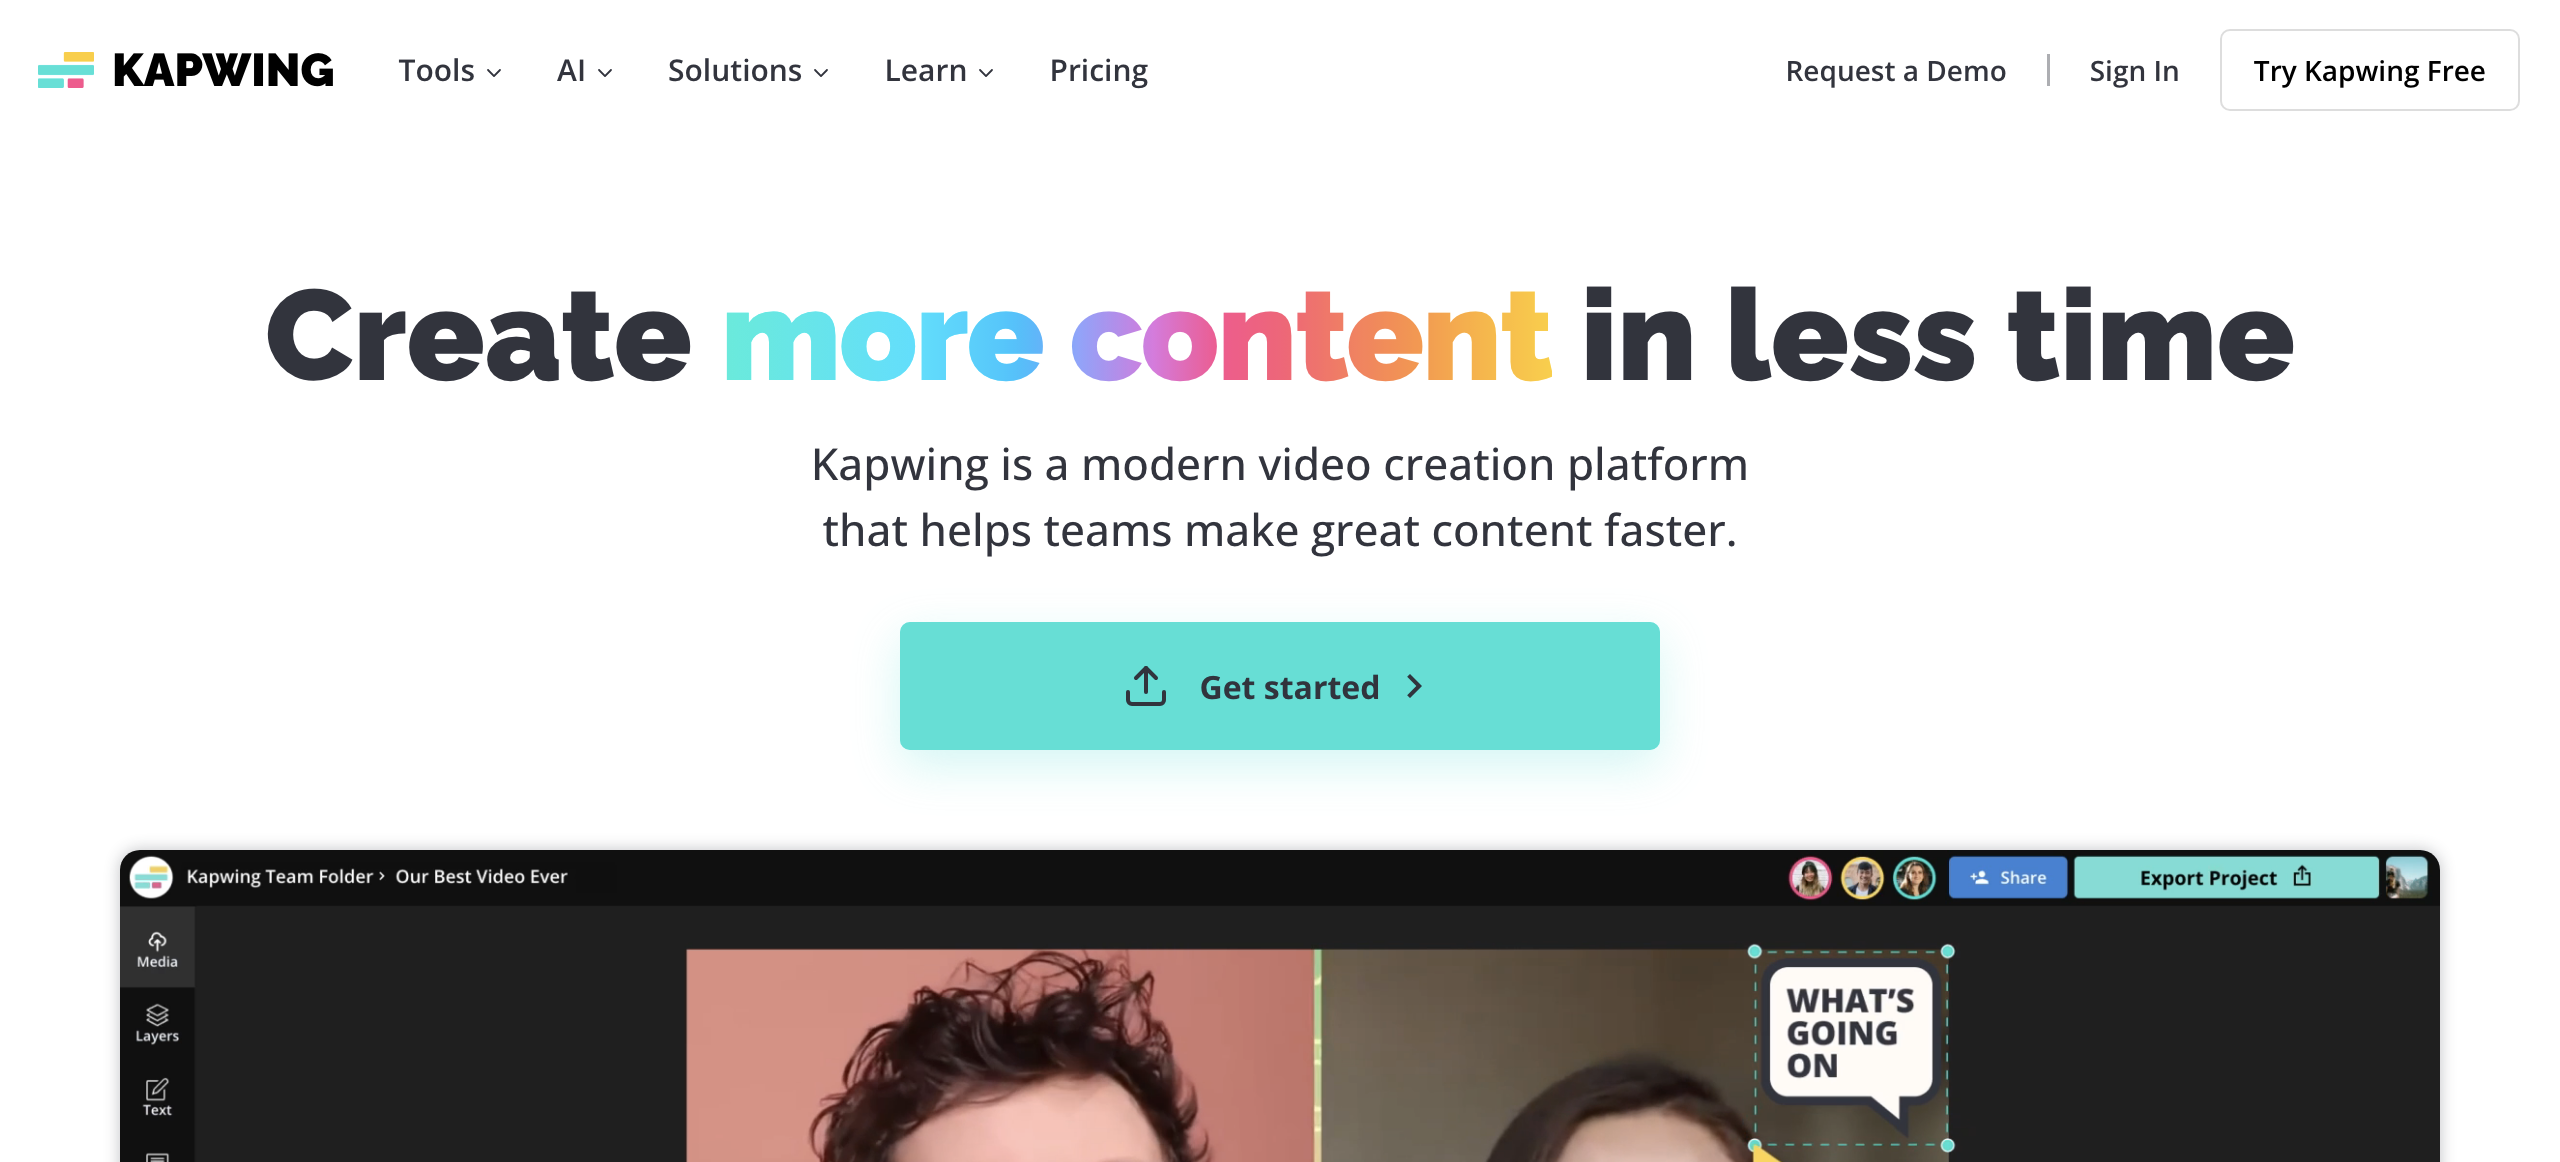 KAPWING Tools AI Solutions Learn Pricing Request a Demo Sign In Try Kapwing Free
Create more content in less time
Kapwing is a modern video creation platform
that helps teams make great content faster.
Get started
Kapwing Team Folder › Our Best Video Ever Share Export Project
Media
Layers
Text
WHAT'S
GOING
ON